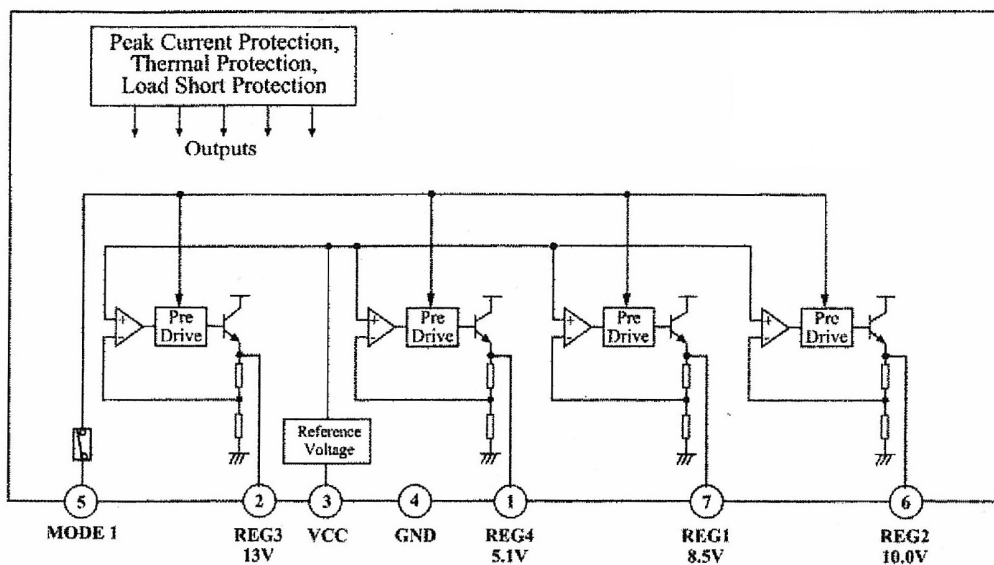 Peak Current Protection,
Thermal Protection,
Load Short Protection
Outputs
+
-
Pre
Drive
+
-
Pre
Drive
+
-
Pre
Drive
+
-
Pre
Drive
Reference
Voltage
5
2
3
4
1
7
6
MODE 1
REG3
13V
VCC
GND
REG4
5.1V
REG1
8.5V
REG2
10.0V